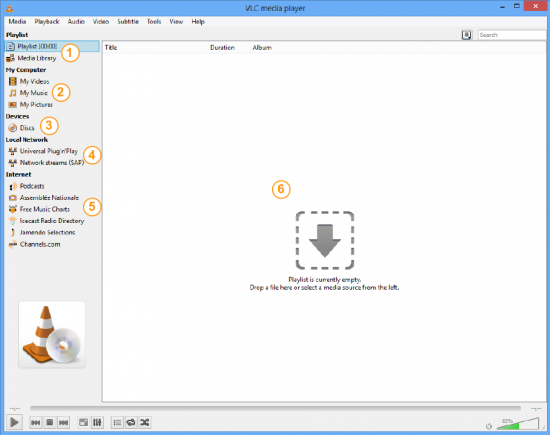 VLC media player
Media Playback Audio Video Subtitle Tools View Help
Playlist
Search
Playlist [00:00]
Media Library
1
My Computer
My Videos
My Music
2
My Pictures
Devices
Discs
3
Local Network
Universal Plug'n'Play
4
Network streams (SAP)
Internet
Podcasts
Assemblée Nationale
Free Music Charts
5
Icecast Radio Directory
Jamendo Selections
Channels.com
Title Duration Album
6
Playlist is currently empty.
Drop a file here or select a media source from the left.
--:-- --:--